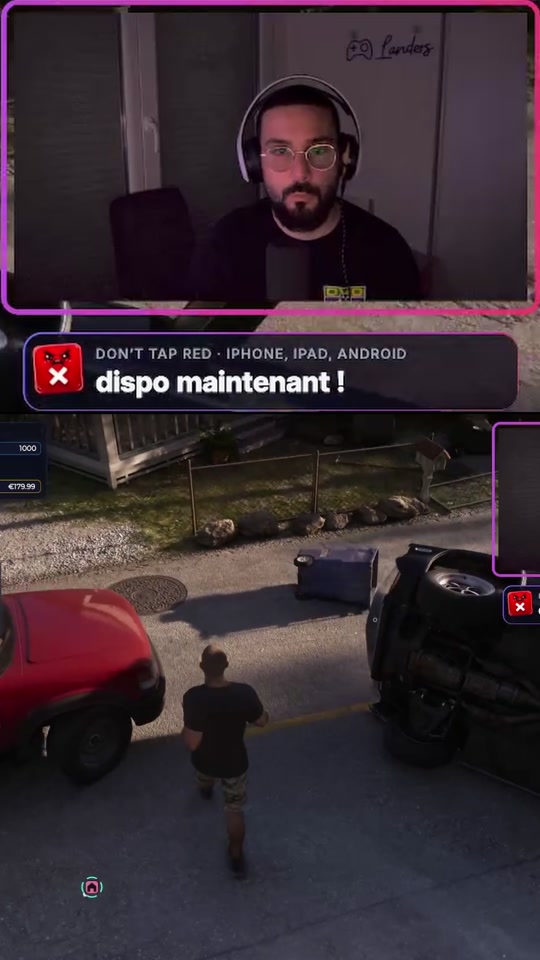 Landers
DON'T TAP RED · IPHONE, IPAD, ANDROID
dispo maintenant !
1000
€179.99